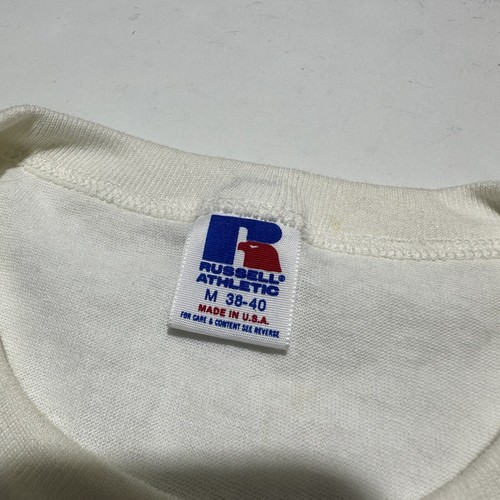 R
RUSSELL®
ATHLETIC
M 38-40
MADE IN U.S.A.
FOR CARE & CONTENT SEE REVERSE